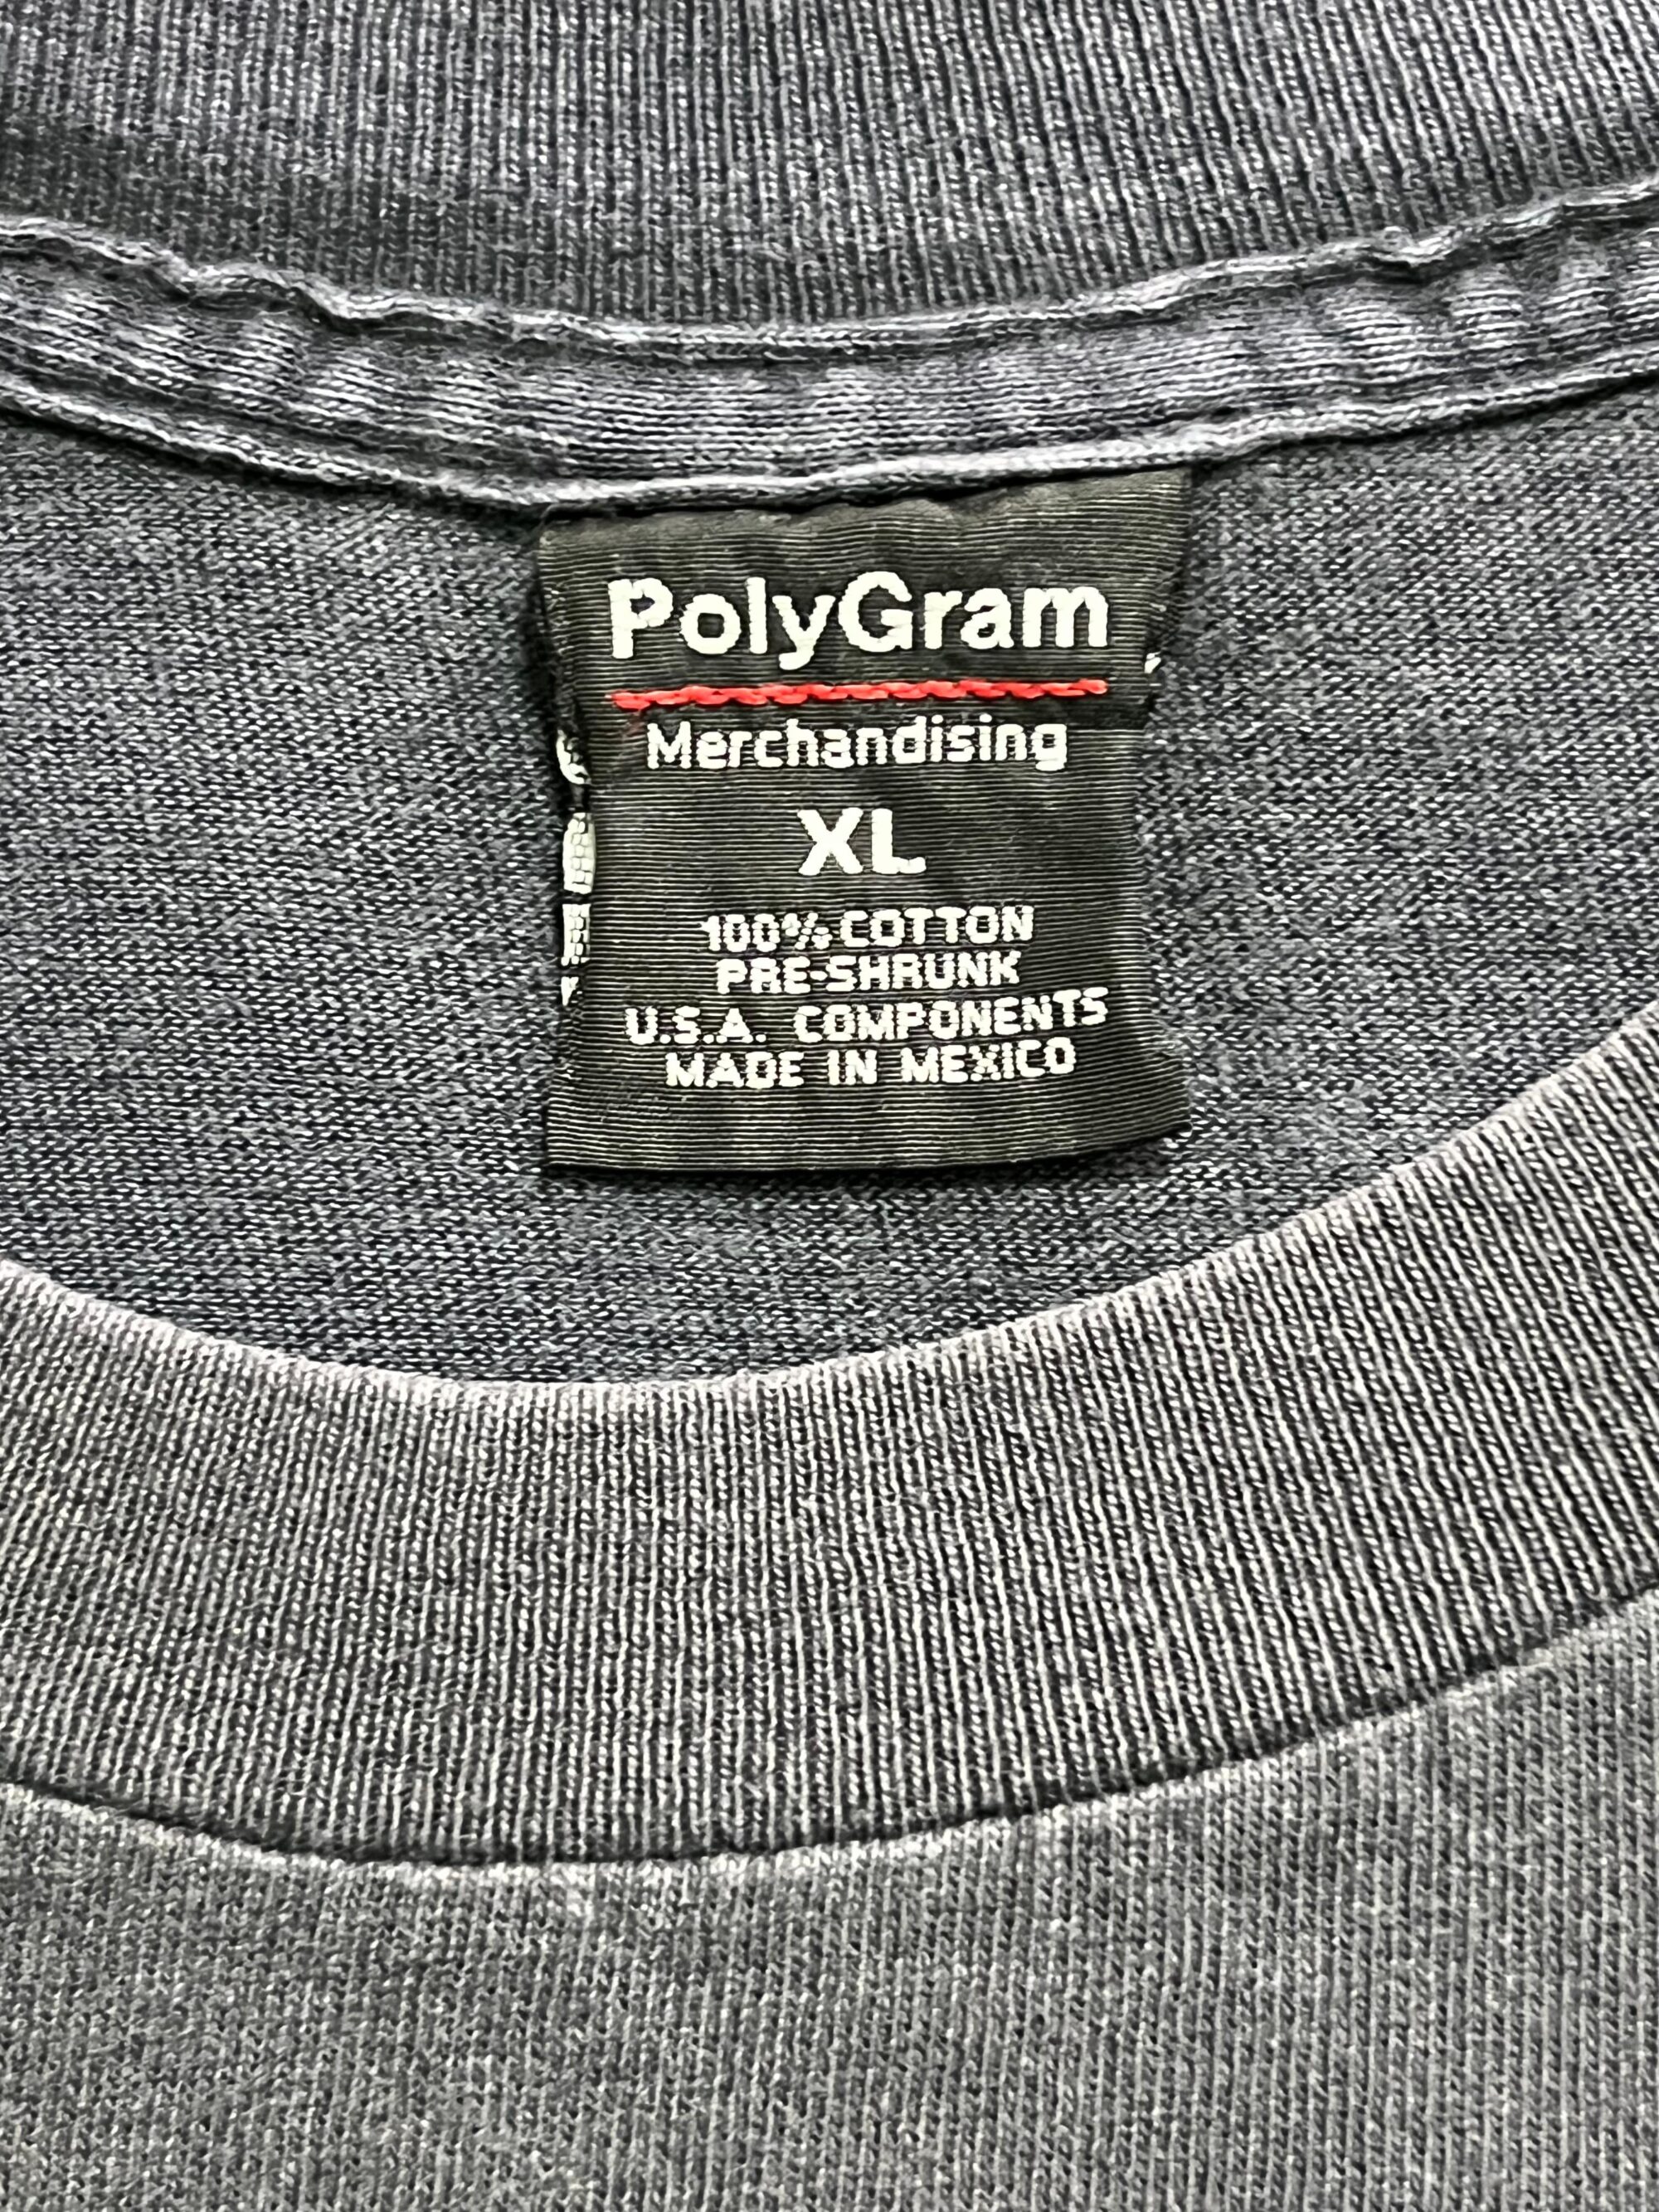 PolyGram
Merchandising
XL
100% COTTON
PRE-SHRUNK
U.S.A. COMPONENTS
MADE IN MEXICO